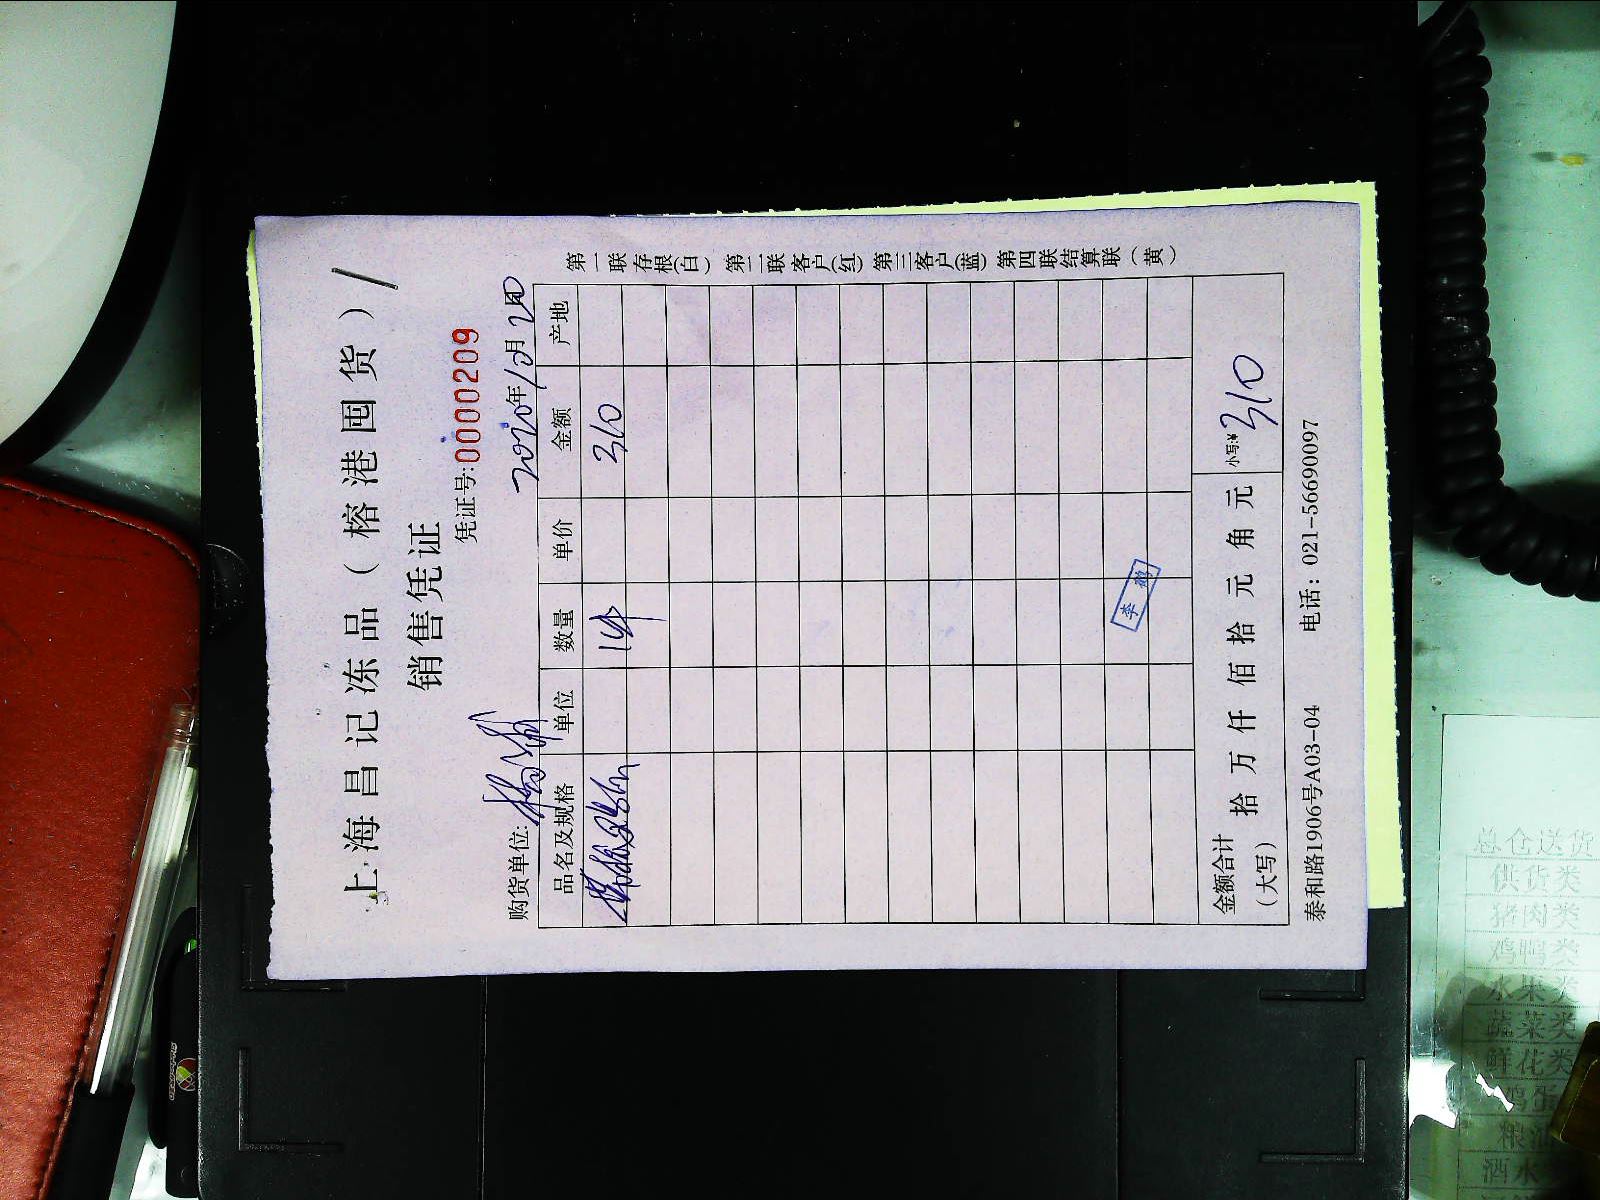 上海昌记冻品（榕港囤货）
销售凭证
凭证号:0000209
购货单位: 2020年10月2日
品名及规格 单位 数量 单价 金额 产地
1件 310
李
金额合计（大写） 拾 万 仟 佰 拾 元 角 元 小写:¥310
泰和路1906号A03-04 电话：021-56690097
第一联存根(白) 第二联客户(红) 第三客户(蓝) 第四联结算联（黄）
总仓送货
供货类
猪肉类
鸡鸭类
水果类
蔬菜类
鲜花类
鸡蛋
粮油
酒水